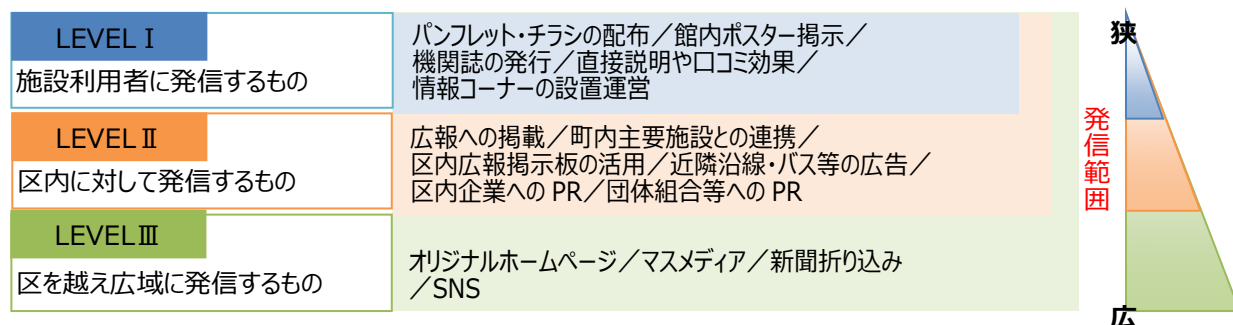 LEVEL Ⅰ
施設利用者に発信するもの
パンフレット・チラシの配布／館内ポスター掲示／
機関誌の発行／直接説明や口コミ効果／
情報コーナーの設置運営
LEVEL Ⅱ
区内に対して発信するもの
広報への掲載／町内主要施設との連携／
区内広報掲示板の活用／近隣沿線・バス等の広告／
区内企業への PR／団体組合等への PR
LEVELⅢ
区を越え広域に発信するもの
オリジナルホームページ／マスメディア／新聞折り込み
／SNS
狭
発信範囲
広